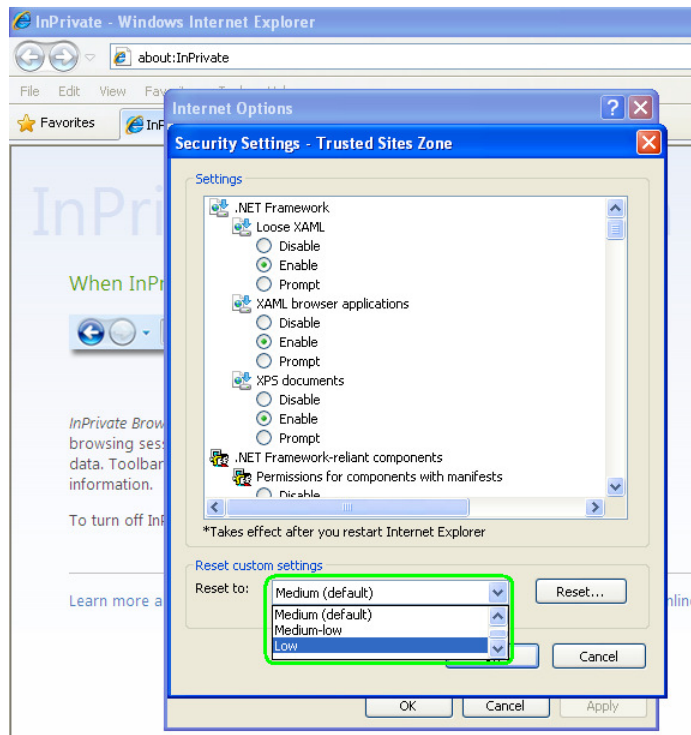 InPrivate - Windows Internet Explorer
about:InPrivate
File Edit View
Favorites
Internet Options
Security Settings - Trusted Sites Zone
Settings
.NET Framework
Loose XAML
Disable
Enable
Prompt
XAML browser applications
Disable
Enable
Prompt
XPS documents
Disable
Enable
Prompt
.NET Framework-reliant components
Permissions for components with manifests
Disable
*Takes effect after you restart Internet Explorer
Reset custom settings
Reset to:
Medium (default)
Reset...
Medium (default)
Medium-low
Low
Cancel
OK Cancel Apply
InPri
When InPr
InPrivate Brow
browsing sess
data. Toolbar
information.
To turn off InP
Learn more a